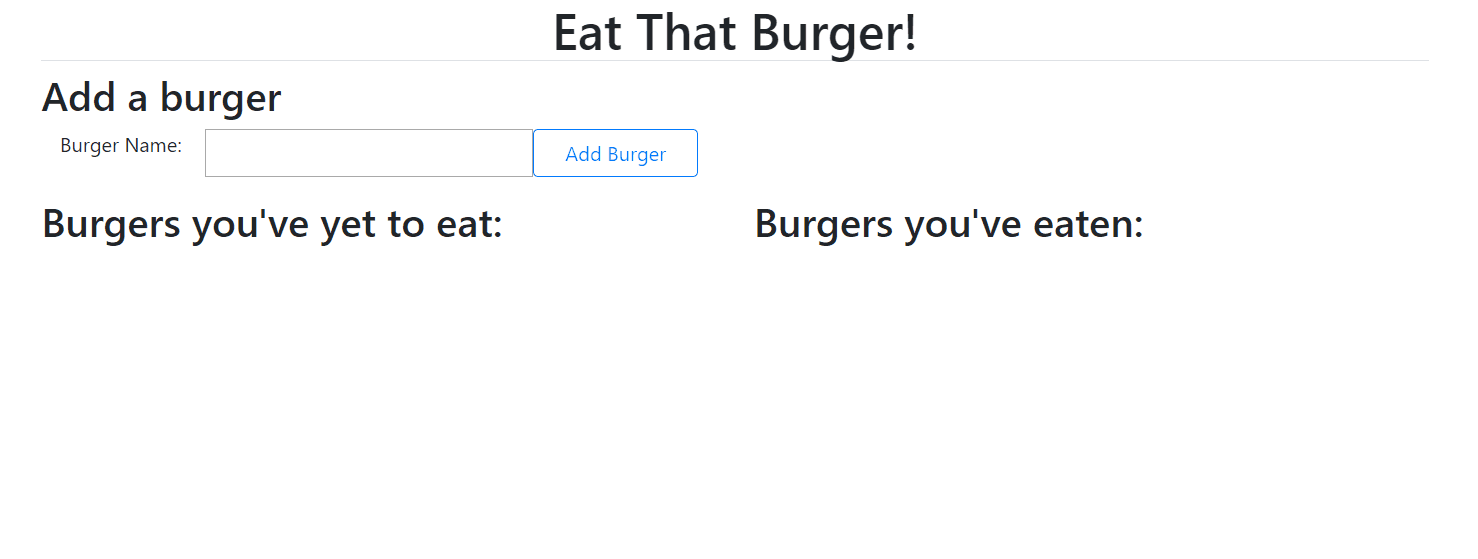 Eat That Burger!
Add a burger
Burger Name:
Add Burger
Burgers you've yet to eat:
Burgers you've eaten: